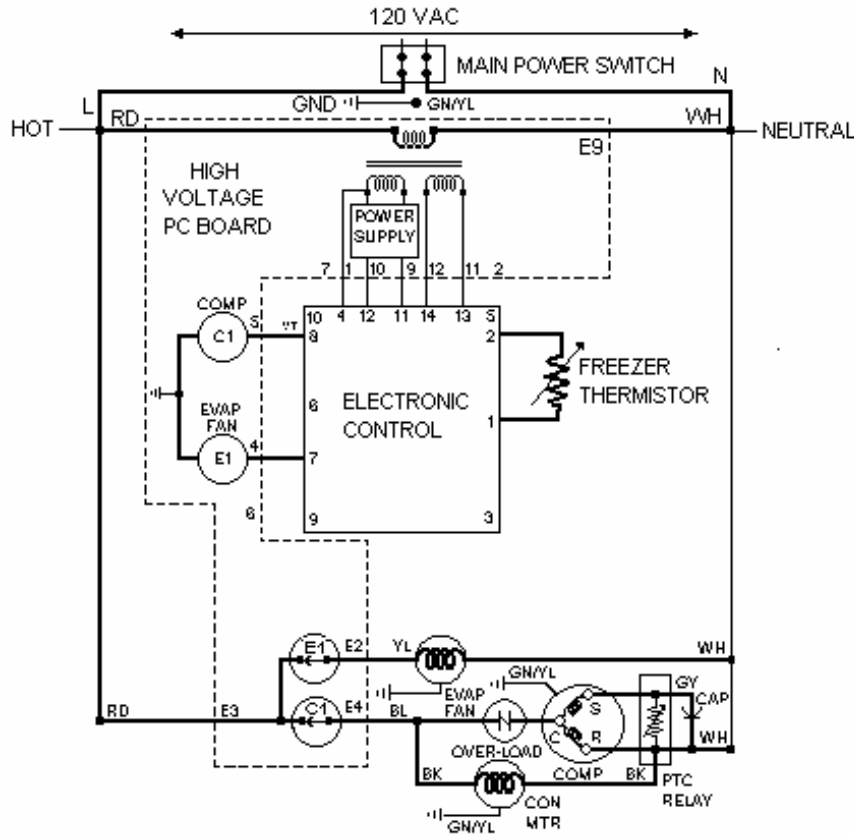 120 VAC
MAIN POWER SWITCH
N
L
GND
GN/YL
HOT
RD
WH
NEUTRAL
E9
HIGH
VOLTAGE
PC BOARD
POWER
SUPPLY
7 1 10 9 12 11 2
COMP
10 4 12 11 14 13 5
C1
5
YT
8
2
FREEZER
THERMISTOR
6
ELECTRONIC
CONTROL
EVAP
FAN
1
E1
4
7
6
9
3
E1
E2
YL
WH
GN/YL
GY
CAP
RD
E3
C1
E4
BL
EVAP
FAN
S
C
R
WH
OVER-LOAD
COMP
BK
BK
PTC
RELAY
CON
MTR
GN/YL